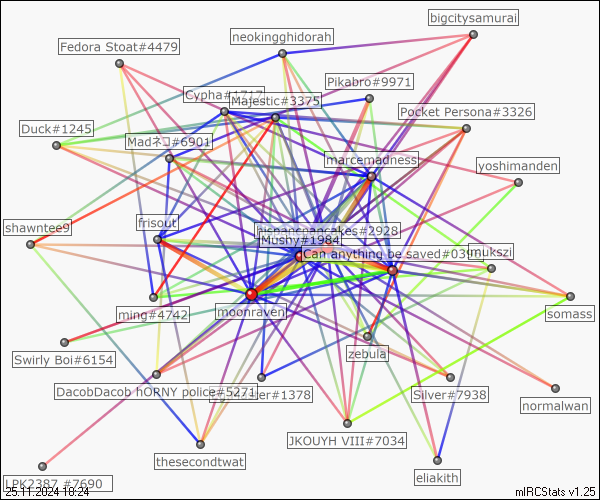 bigcitysamurai
neokingghidorah
Fedora Stoat#4479
Pikabro#9971
Cypha#1717
Majestic#3375
Pocket Persona#3326
Duck#1245
Madネコ#6901
marcemadness
yoshimanden
shawntee9
frisout
hispancpancakes#2928
Mushy#1984
Can anything be saved#03
mukszi
ming#4742
moonraven
somass
zebula
Swirly Boi#6154
DacobDacob hORNY police#5271
#1378
Silver#7938
normalwan
JKOUYH VIII#7034
thesecondtwat
eliakith
LPK2387 #7690
25.11.2024 18:24
mIRCStats v1.25